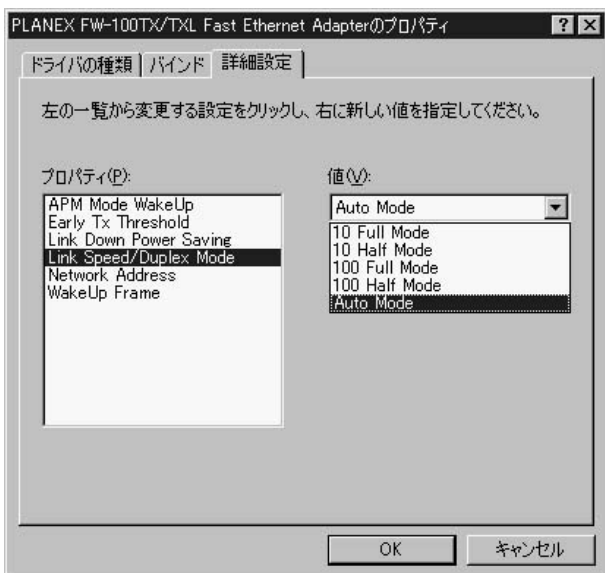 PLANEX FW-100TX/TXL Fast Ethernet Adapterのプロパティ
ドライバの種類 バインド 詳細設定
左の一覧から変更する設定をクリックし、右に新しい値を指定してください。
プロパティ(P):
APM Mode WakeUp
Early Tx Threshold
Link Down Power Saving
Link Speed/Duplex Mode
Network Address
WakeUp Frame
値(V):
Auto Mode
10 Full Mode
10 Half Mode
100 Full Mode
100 Half Mode
Auto Mode
OK キャンセル